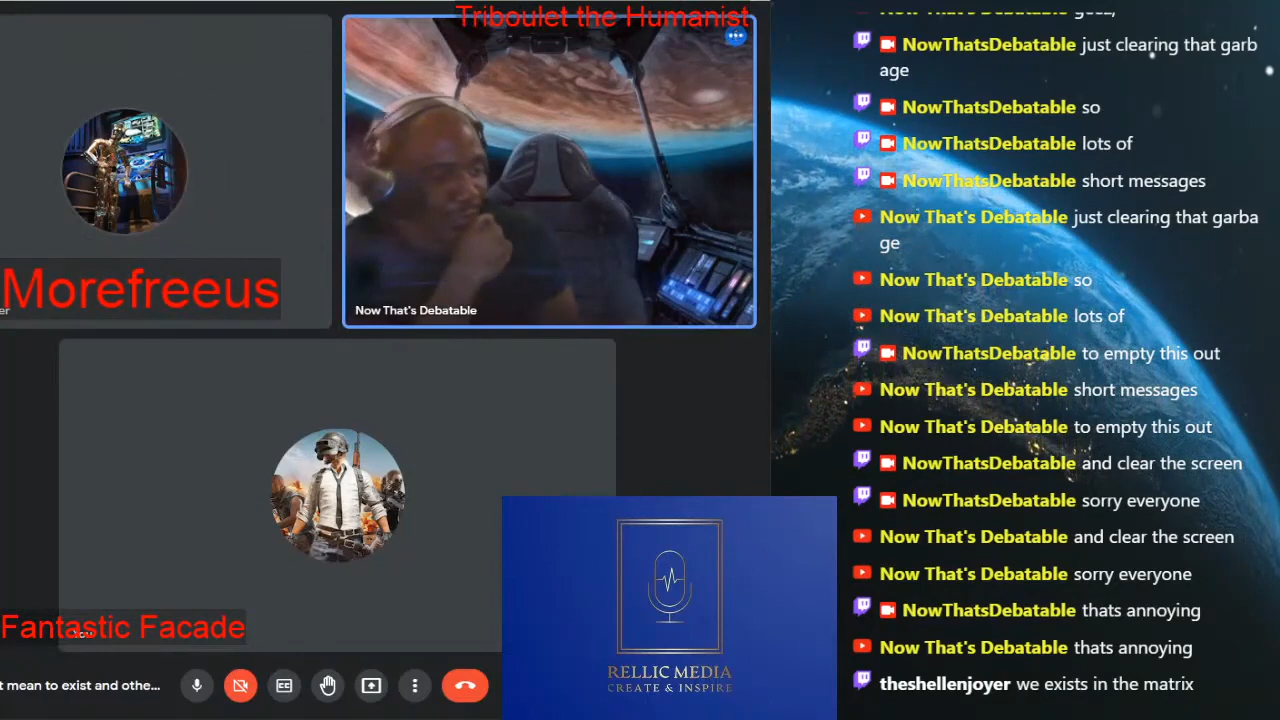 Triboulet the Humanist
Morefreeus
er
Now That's Debatable
Fantastic Facade
t mean to exist and othe...
CC
RELLIC MEDIA
CREATE & INSPIRE
NowThatsDebatable just clearing that garb
age
NowThatsDebatable so
NowThatsDebatable lots of
NowThatsDebatable short messages
Now That's Debatable just clearing that garba
ge
Now That's Debatable so
Now That's Debatable lots of
NowThatsDebatable to empty this out
Now That's Debatable short messages
Now That's Debatable to empty this out
NowThatsDebatable and clear the screen
NowThatsDebatable sorry everyone
Now That's Debatable and clear the screen
Now That's Debatable sorry everyone
NowThatsDebatable thats annoying
Now That's Debatable thats annoying
theshellenjoyer we exists in the matrix